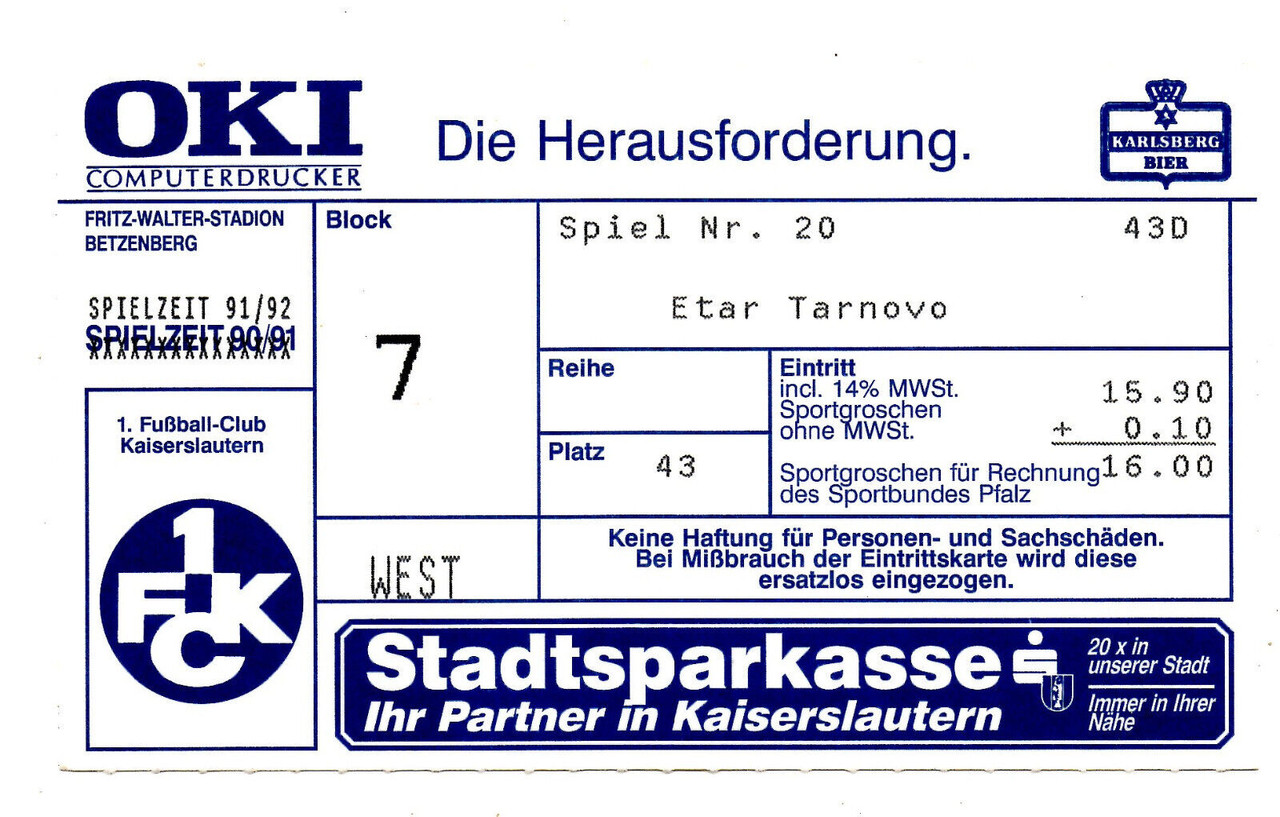 OKI
COMPUTERDRUCKER
Die Herausforderung.
KARLSBERG
BIER
FRITZ-WALTER-STADION
BETZENBERG
SPIELZEIT 91/92
SPIELZEIT 90/91
XXXXXXXXXXXXXXX
1. Fußball-Club
Kaiserslautern
1
FCK
Block
7
WEST
Spiel Nr. 20 43D
Etar Tarnovo
Reihe
Platz 43
Eintritt
incl. 14% MWSt. 15.90
Sportgroschen
ohne MWSt. + 0.10
Sportgroschen für Rechnung 16.00
des Sportbundes Pfalz
Keine Haftung für Personen- und Sachschäden.
Bei Mißbrauch der Eintrittskarte wird diese
ersatzlos eingezogen.
Stadtsparkasse
Ihr Partner in Kaiserslautern
20 x in
unserer Stadt
Immer in Ihrer
Nähe